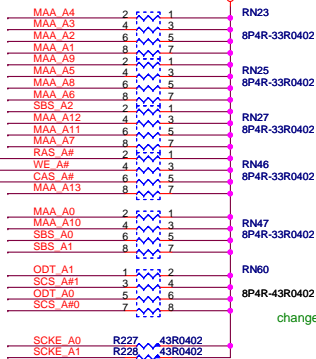 MAA_A4 2 1 RN23
MAA_A3 4 3
MAA_A2 6 5 8P4R-33R0402
MAA_A1 8 7
MAA_A9 2 1 RN25
MAA_A5 4 3
MAA_A8 6 5 8P4R-33R0402
MAA_A6 8 7
SBS_A2 2 1 RN27
MAA_A12 4 3
MAA_A11 6 5 8P4R-33R0402
MAA_A7 8 7
RAS_A# 2 1 RN46
WE_A# 4 3
CAS_A# 6 5 8P4R-33R0402
MAA_A13 8 7
MAA_A0 2 1 RN47
MAA_A10 4 3
SBS_A0 6 5 8P4R-33R0402
SBS_A1 8 7
ODT_A1 1 2 RN60
SCS_A#1 3 4
ODT_A0 5 6 8P4R-43R0402
SCS_A#0 7 8
change
SCKE_A0 R227 43R0402
SCKE_A1 R228 43R0402